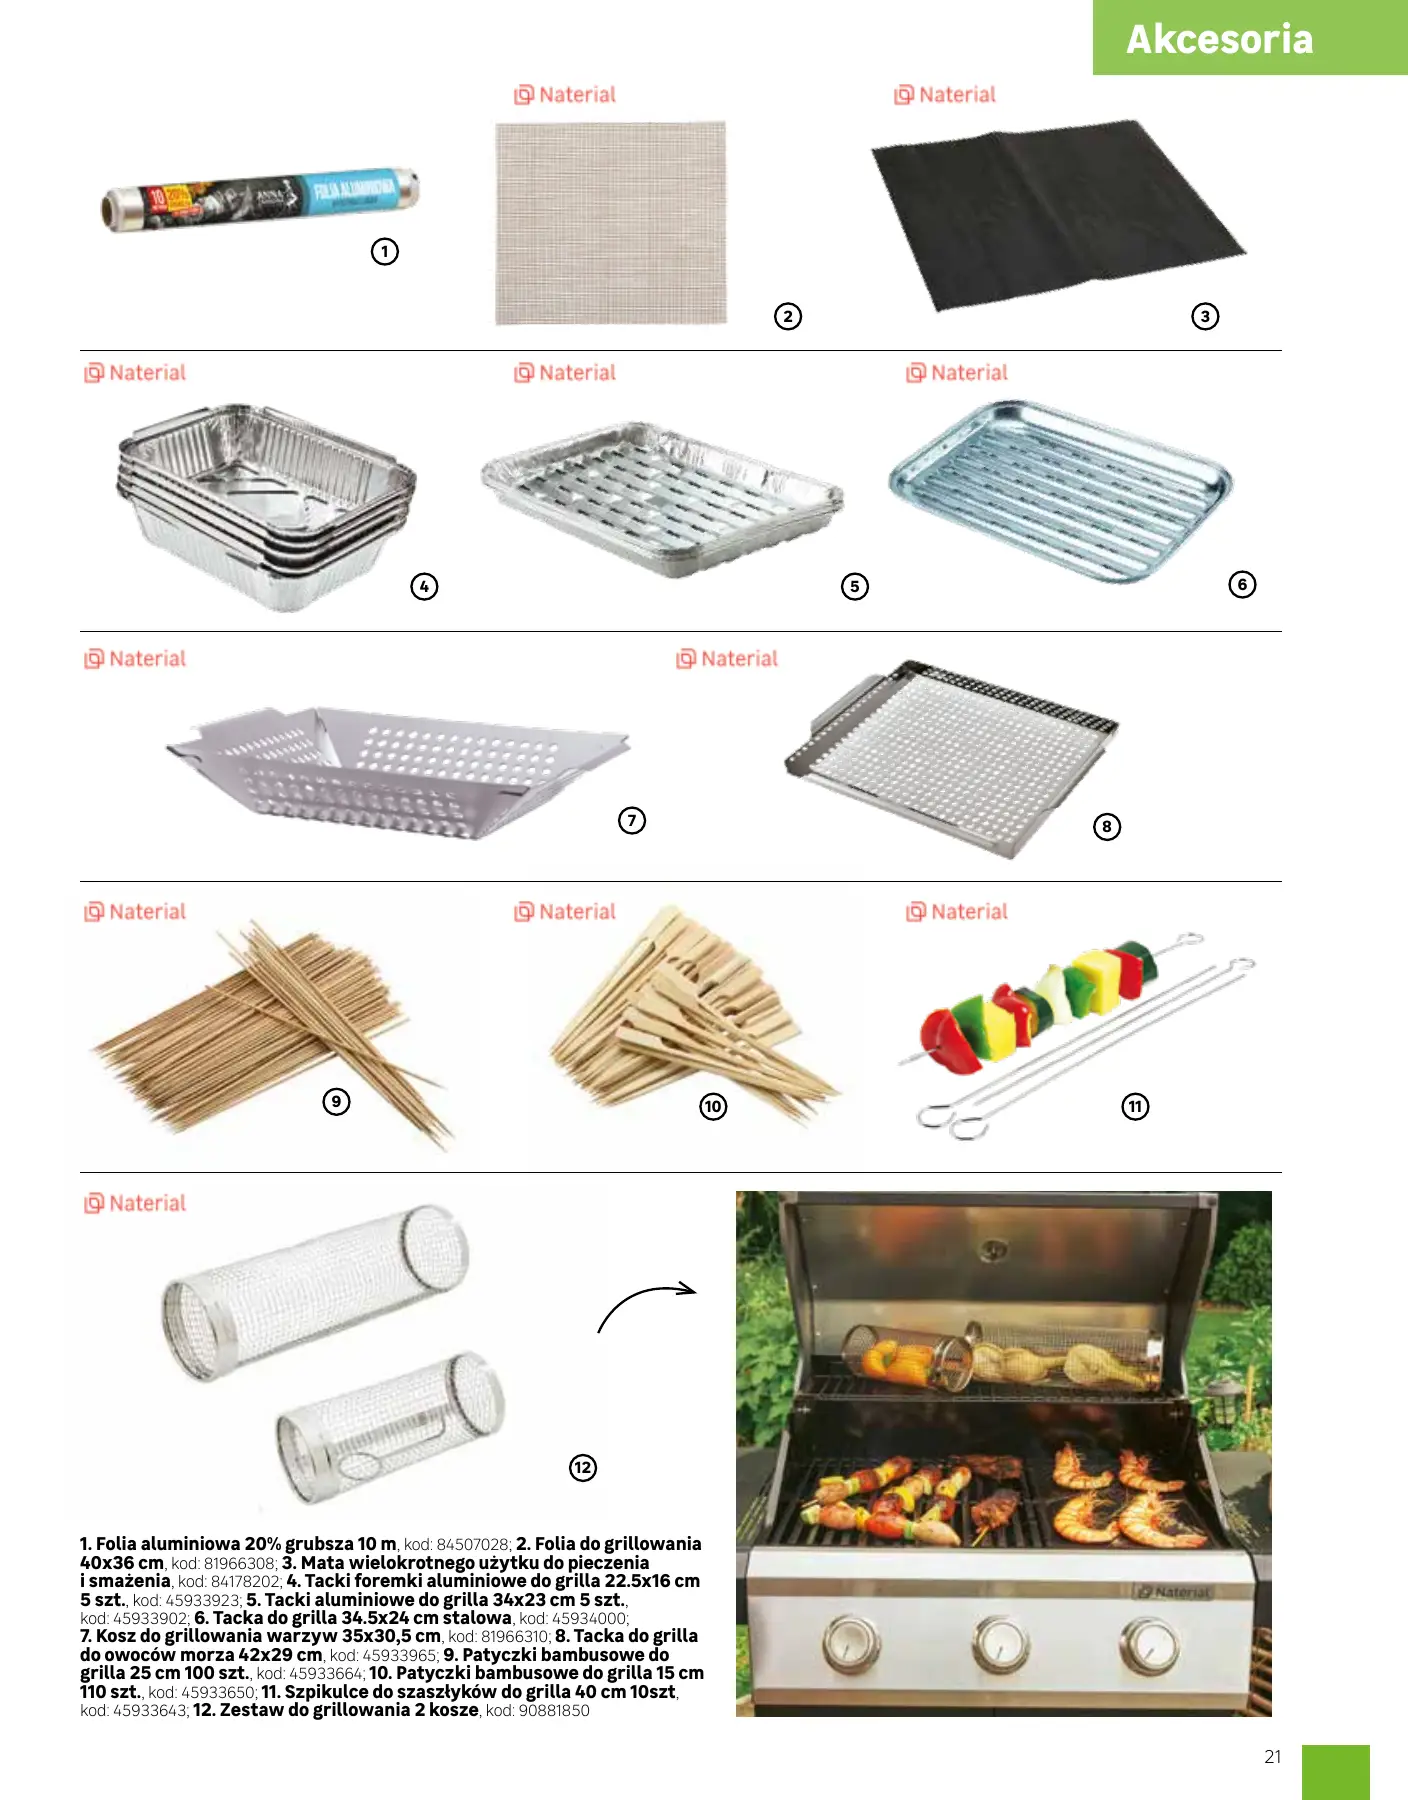 Akcesoria
Naterial
Naterial
10
20%
ANNA
FOLIA ALUMINIOWA
1
2
3
Naterial
Naterial
Naterial
4
5
6
Naterial
Naterial
7
8
Naterial
Naterial
Naterial
9
10
11
Naterial
12
Naterial
1. Folia aluminiowa 20% grubsza 10 m, kod: 84507028; 2. Folia do grillowania
40x36 cm, kod: 81966308; 3. Mata wielokrotnego użytku do pieczenia
i smażenia, kod: 84178202; 4. Tacki foremki aluminiowe do grilla 22.5x16 cm
5 szt., kod: 45933923; 5. Tacki aluminiowe do grilla 34x23 cm 5 szt.,
kod: 45933902; 6. Tacka do grilla 34.5x24 cm stalowa, kod: 45934000;
7. Kosz do grillowania warzyw 35x30,5 cm, kod: 81966310; 8. Tacka do grilla
do owoców morza 42x29 cm, kod: 45933965; 9. Patyczki bambusowe do
grilla 25 cm 100 szt., kod: 45933664; 10. Patyczki bambusowe do grilla 15 cm
110 szt., kod: 45933650; 11. Szpikulce do szaszłyków do grilla 40 cm 10szt,
kod: 45933643; 12. Zestaw do grillowania 2 kosze, kod: 90881850
21